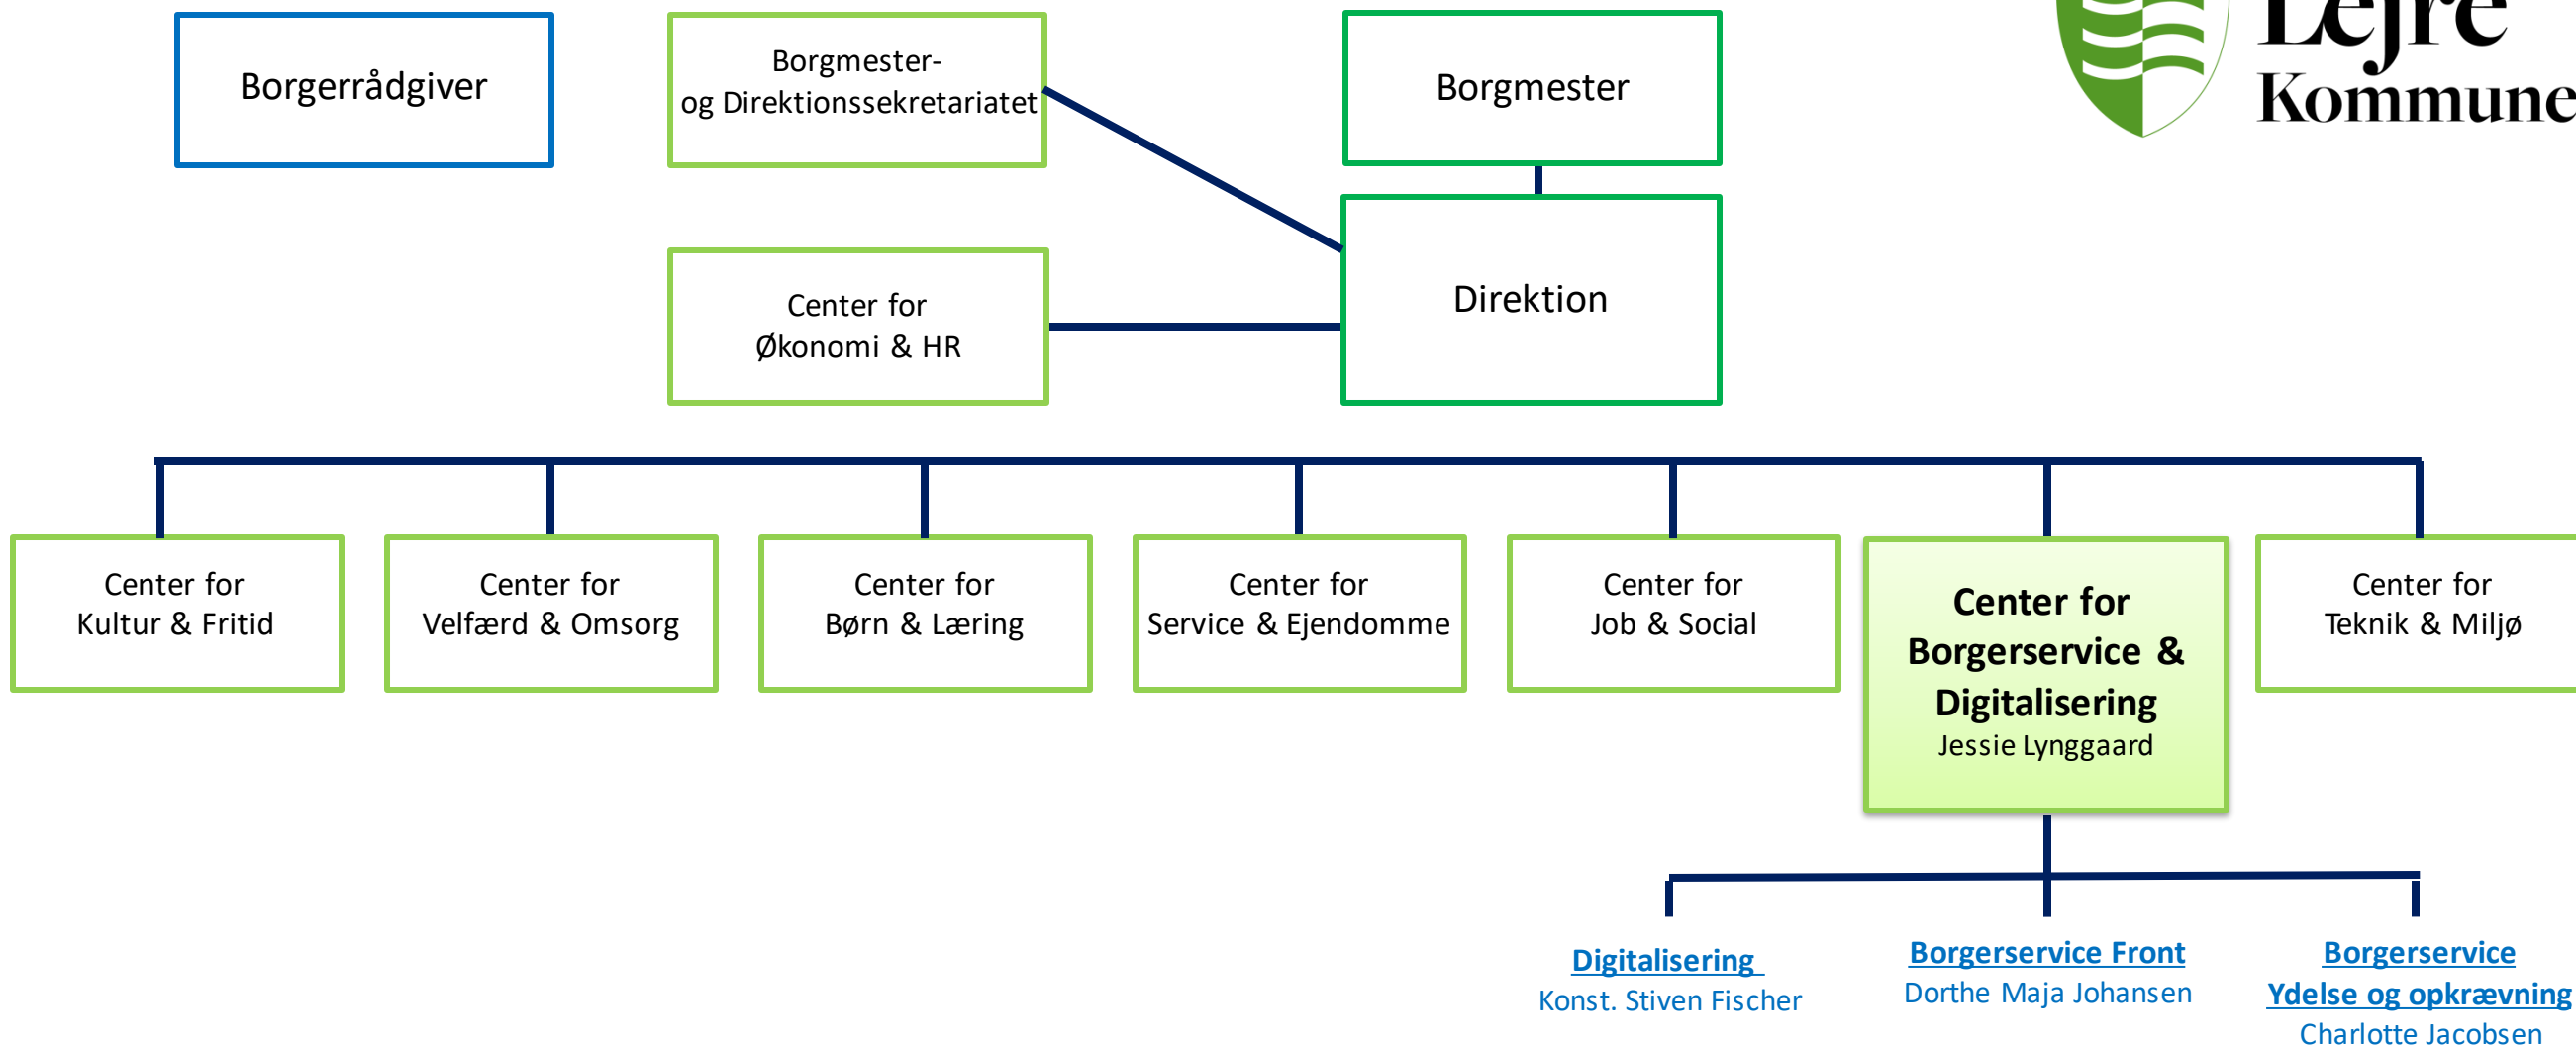 Lejre
Kommune
Borgerrådgiver
Borgmester-
og Direktionssekretariatet
Borgmester
Center for
Økonomi & HR
Direktion
Center for
Kultur & Fritid
Center for
Velfærd & Omsorg
Center for
Børn & Læring
Center for
Service & Ejendomme
Center for
Job & Social
Center for
Borgerservice &
Digitalisering
Jessie Lynggaard
Center for
Teknik & Miljø
Digitalisering
Konst. Stiven Fischer
Borgerservice Front
Dorthe Maja Johansen
Borgerservice
Ydelse og opkrævning
Charlotte Jacobsen